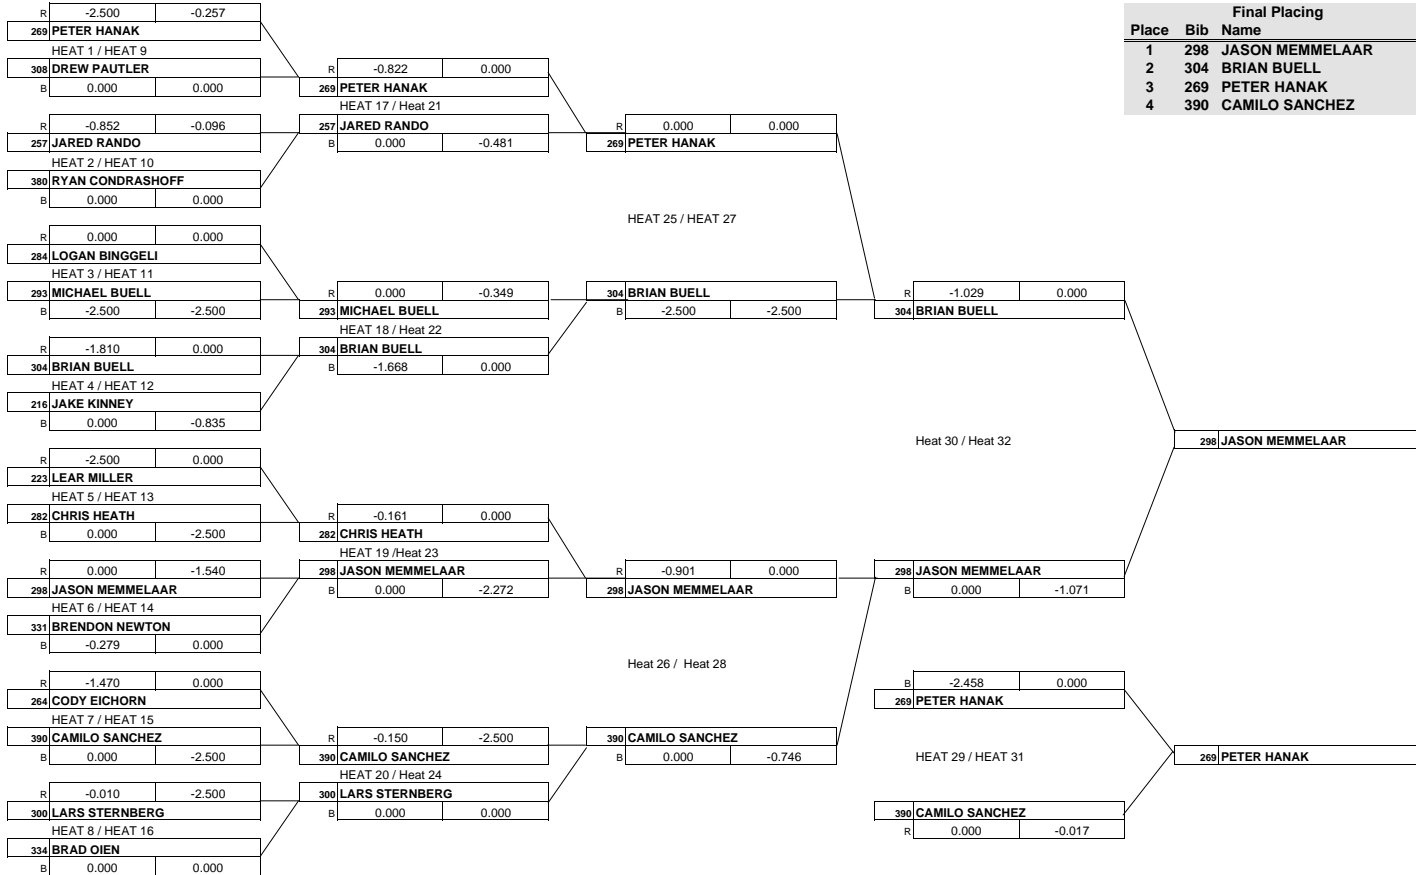 R -2.500 -0.257
269 PETER HANAK
HEAT 1 / HEAT 9
308 DREW PAUTLER
B 0.000 0.000
R -0.852 -0.096
257 JARED RANDO
HEAT 2 / HEAT 10
380 RYAN CONDRASHOFF
B 0.000 0.000
R 0.000 0.000
284 LOGAN BINGGELI
HEAT 3 / HEAT 11
293 MICHAEL BUELL
B -2.500 -2.500
R -1.810 0.000
304 BRIAN BUELL
HEAT 4 / HEAT 12
216 JAKE KINNEY
B 0.000 -0.835
R -2.500 0.000
223 LEAR MILLER
HEAT 5 / HEAT 13
282 CHRIS HEATH
B 0.000 -2.500
R 0.000 -1.540
298 JASON MEMMELAAR
HEAT 6 / HEAT 14
331 BRENDON NEWTON
B -0.279 0.000
R -1.470 0.000
264 CODY EICHORN
HEAT 7 / HEAT 15
390 CAMILO SANCHEZ
B 0.000 -2.500
R -0.010 -2.500
300 LARS STERNBERG
HEAT 8 / HEAT 16
334 BRAD OIEN
B 0.000 0.000
R -0.822 0.000
269 PETER HANAK
HEAT 17 / Heat 21
257 JARED RANDO
B 0.000 -0.481
R 0.000 -0.349
293 MICHAEL BUELL
HEAT 18 / Heat 22
304 BRIAN BUELL
B -1.668 0.000
R -0.161 0.000
282 CHRIS HEATH
HEAT 19 /Heat 23
298 JASON MEMMELAAR
B 0.000 -2.272
R -0.150 -2.500
390 CAMILO SANCHEZ
HEAT 20 / Heat 24
300 LARS STERNBERG
B 0.000 0.000
R 0.000 0.000
269 PETER HANAK
HEAT 25 / HEAT 27
304 BRIAN BUELL
B -2.500 -2.500
R -0.901 0.000
298 JASON MEMMELAAR
Heat 26 / Heat 28
390 CAMILO SANCHEZ
B 0.000 -0.746
R -1.029 0.000
304 BRIAN BUELL
Heat 30 / Heat 32
298 JASON MEMMELAAR
B 0.000 -1.071
B -2.458 0.000
269 PETER HANAK
HEAT 29 / HEAT 31
390 CAMILO SANCHEZ
R 0.000 -0.017
298 JASON MEMMELAAR
269 PETER HANAK
Final Placing
Place Bib Name
1 298 JASON MEMMELAAR
2 304 BRIAN BUELL
3 269 PETER HANAK
4 390 CAMILO SANCHEZ